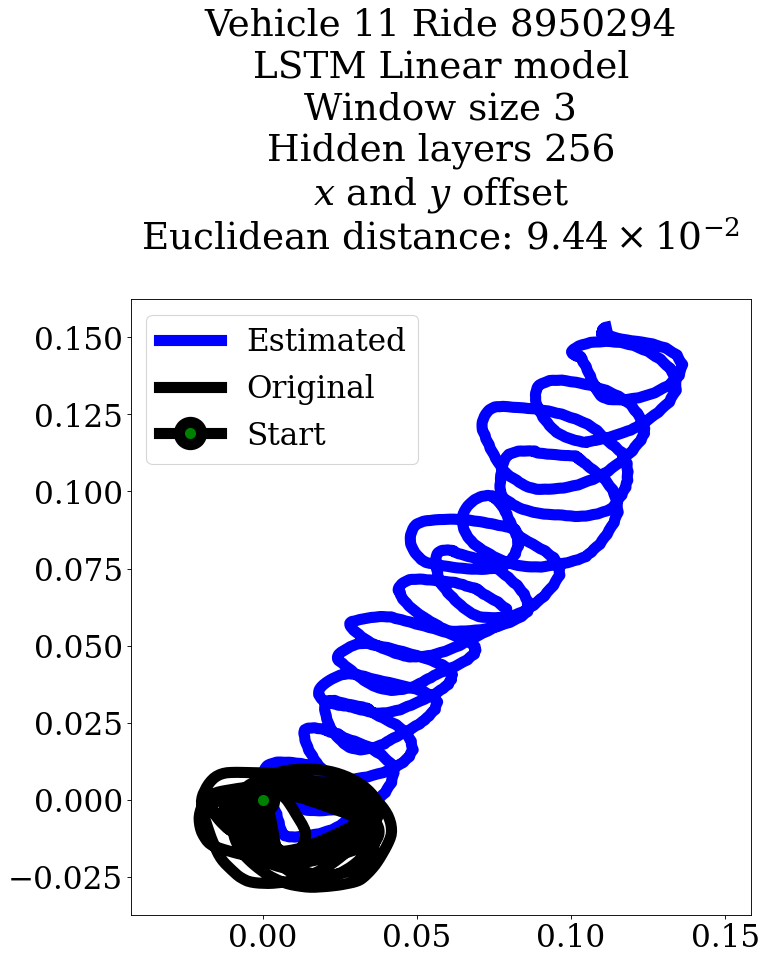 Vehicle 11 Ride 8950294
LSTM Linear model
Window size 3
Hidden layers 256
x and y offset
Euclidean distance: 9.44 × 10⁻²
Estimated
Original
Start
0.150
0.125
0.100
0.075
0.050
0.025
0.000
−0.025
0.00 0.05 0.10 0.15